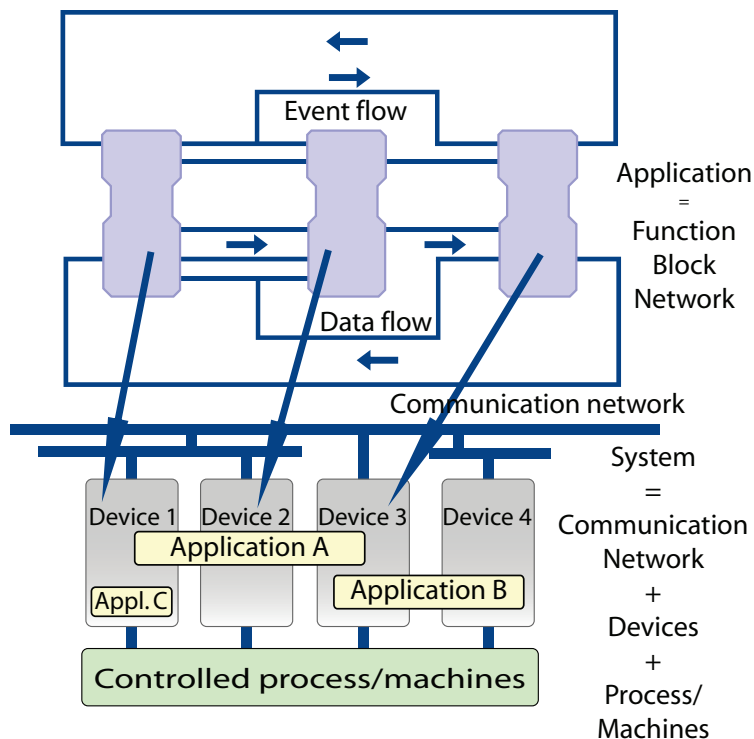 Event flow
Application
=
Function
Block
Network
Data flow
Communication network
System
=
Communication
Network
+
Devices
+
Process/
Machines
Device 1
Device 2
Device 3
Device 4
Application A
Appl. C
Application B
Controlled process/machines